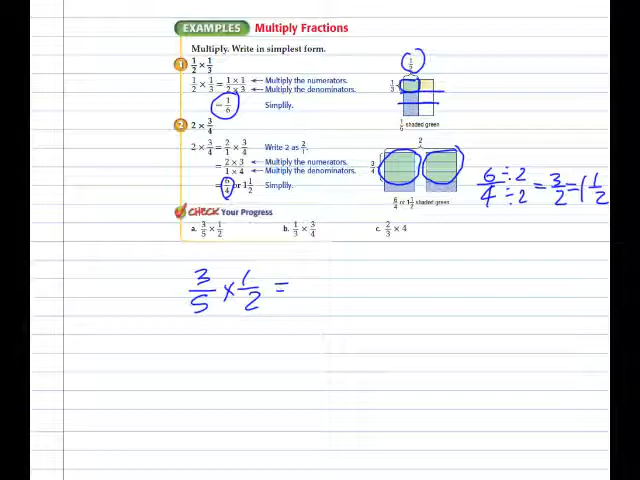 EXAMPLES Multiply Fractions
Multiply. Write in simplest form.
1 1/2 × 1/3
1/2 × 1/3 = 1 × 1 / 2 × 3 ← Multiply the numerators. ← Multiply the denominators.
= 1/6 Simplify.
1/2
1/3
1/6 shaded green
2 2 × 3/4
2 × 3/4 = 2/1 × 3/4 Write 2 as 2/1.
= 2 × 3 / 1 × 4 ← Multiply the numerators. ← Multiply the denominators.
= 6/4 or 1 1/2 Simplify.
2
3/4
6/4 or 1 1/2 shaded green
6 ÷ 2 / 4 ÷ 2 = 3/2 = 1 1/2
CHECK Your Progress
a. 3/5 × 1/2 b. 1/3 × 3/4 c. 2/3 × 4
3/5 × 1/2 =